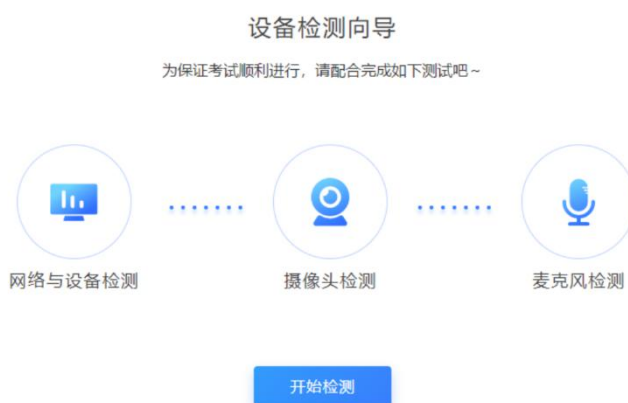 设备检测向导
为保证考试顺利进行，请配合完成如下测试吧~
网络与设备检测
摄像头检测
麦克风检测
开始检测